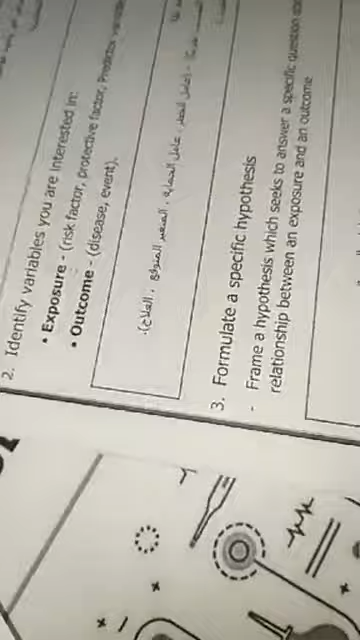 2. Identify variables you are interested in:
• Exposure - (risk factor, protective factor, Predictor
• Outcome - (disease, event).
(عامل الخطر ، عامل الحماية ، المتغير المتوقع ، العلاج).
3. Formulate a specific hypothesis
- Frame a hypothesis which seeks to answer a specific question
relationship between an exposure and an outcome